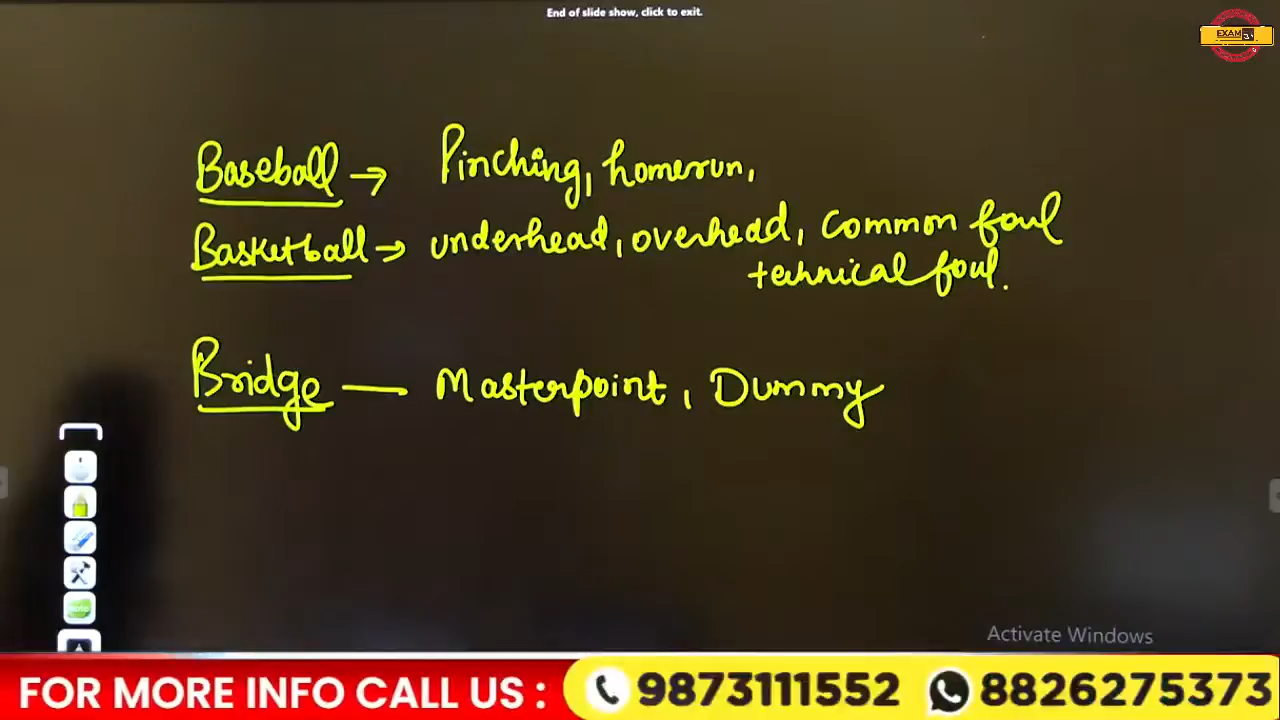 End of slide show, click to exit.
EXAM
Baseball → Pinching, homerun,
Basketball → underhead, overhead, common foul
technical foul.
Bridge — Masterpoint, Dummy
Activate Windows
FOR MORE INFO CALL US : 9873111552 8826275373